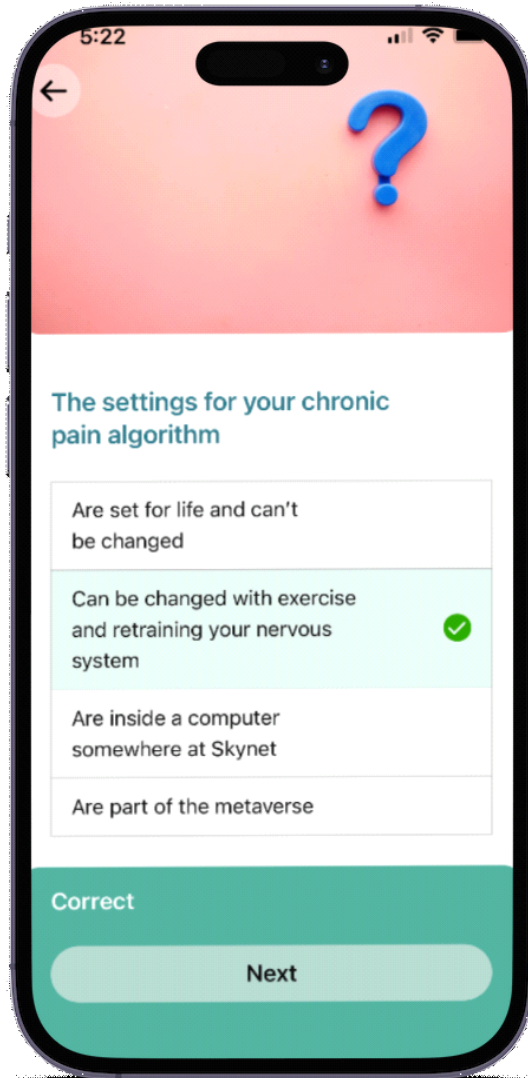 5:22
The settings for your chronic
pain algorithm
Are set for life and can't
be changed
Can be changed with exercise
and retraining your nervous
system
Are inside a computer
somewhere at Skynet
Are part of the metaverse
Correct
Next